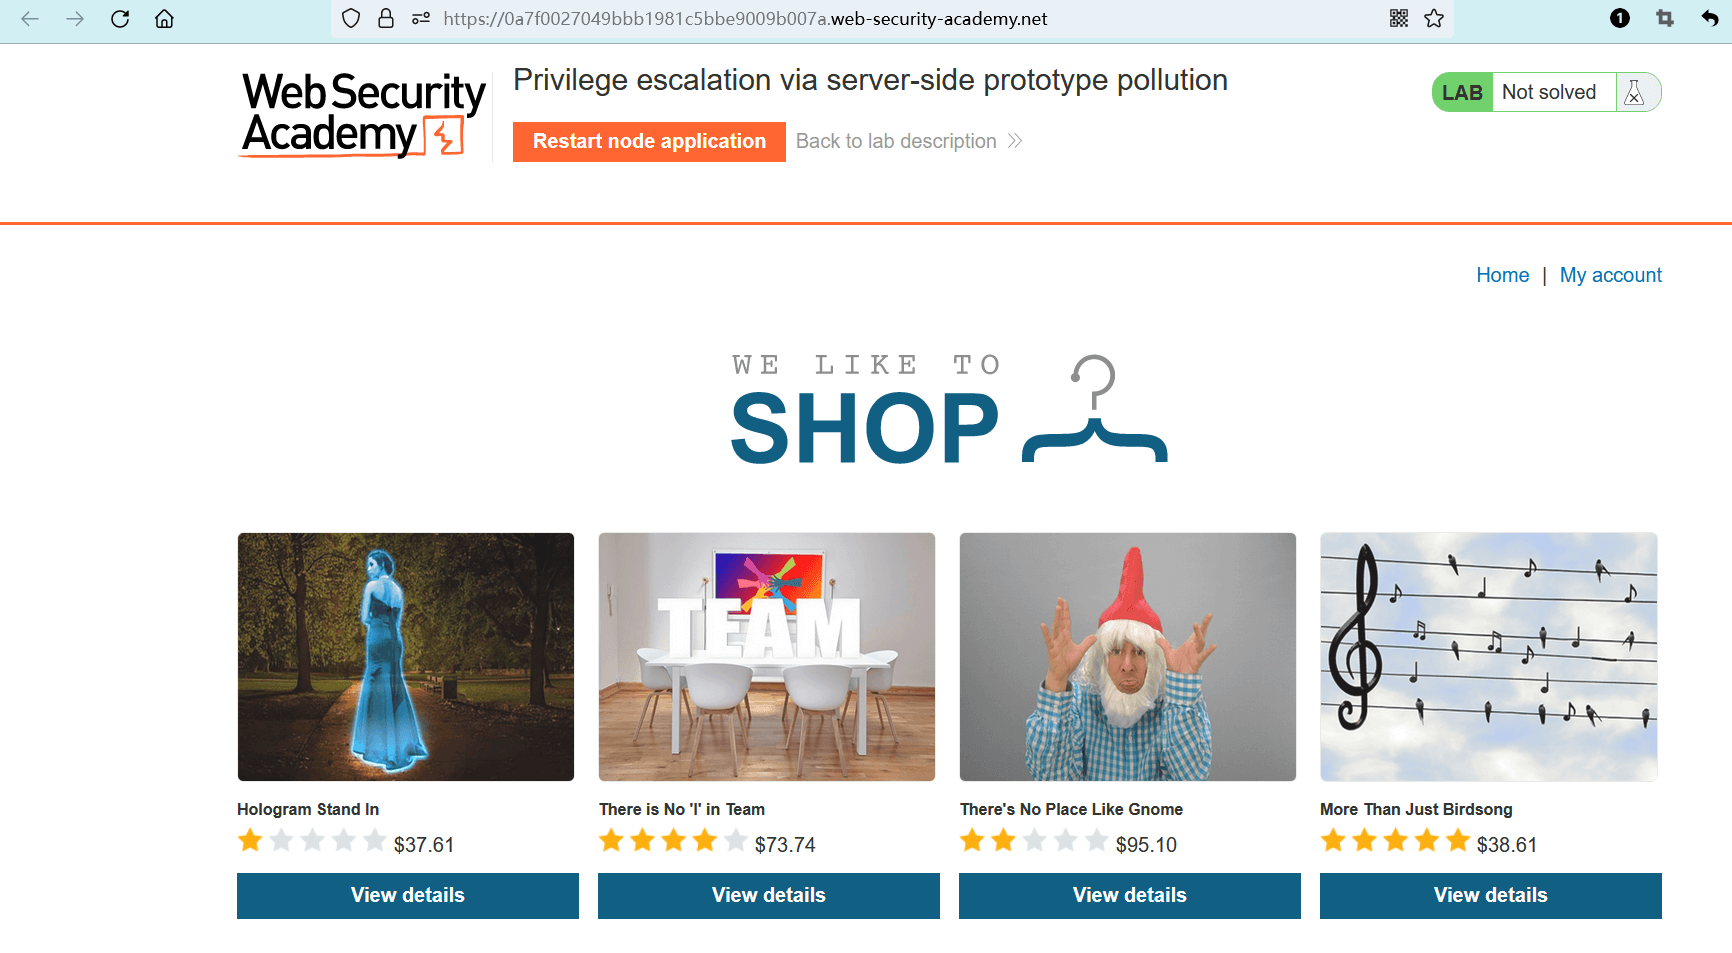 https://0a7f0027049bbb1981c5bbe9009b007a.web-security-academy.net
1
Web Security
Academy
Privilege escalation via server-side prototype pollution
Restart node application
Back to lab description
LAB
Not solved
Home | My account
WE LIKE TO
SHOP
TEAM
Hologram Stand In
$37.61
View details
There is No 'I' in Team
$73.74
View details
There's No Place Like Gnome
$95.10
View details
More Than Just Birdsong
$38.61
View details